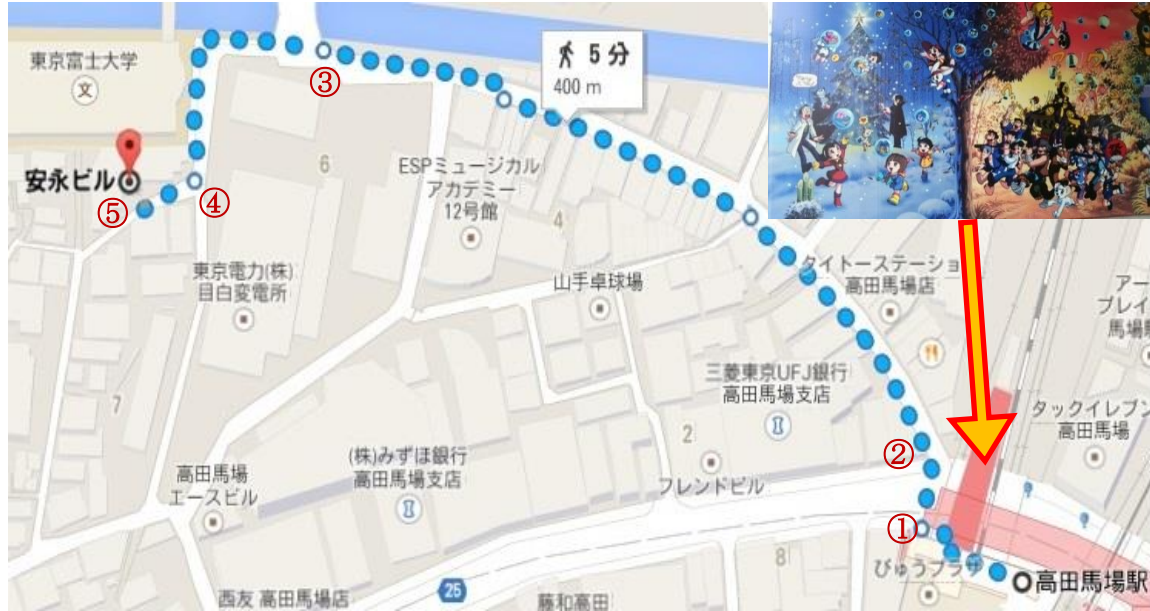 東京富士大学
文
安永ビル
⑤
④
③
5 分
400 m
6
ESPミュージカル
アカデミー
12号館
4
東京電力(株)
目白変電所
山手卓球場
タイトーステーショ
高田馬場店
アー
プレイ
馬場
三菱東京UFJ銀行
高田馬場支店
タックイレブン
高田馬場
7
2
②
(株)みずほ銀行
高田馬場支店
高田馬場
エースビル
フレンドビル
①
8
びゅうプラザ
高田馬場駅
25
西友 高田馬場店
藤和高田